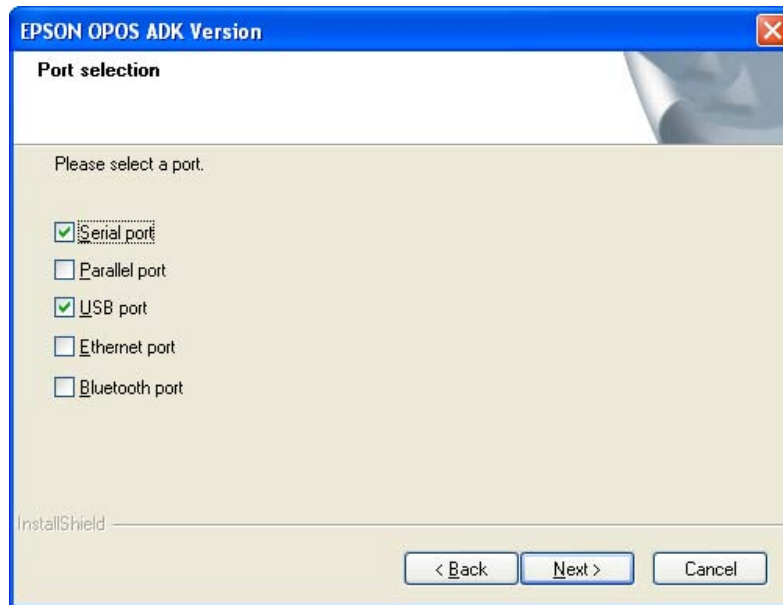 EPSON OPOS ADK Version
Port selection
Please select a port.
Serial port
Parallel port
USB port
Ethernet port
Bluetooth port
InstallShield
< Back Next > Cancel